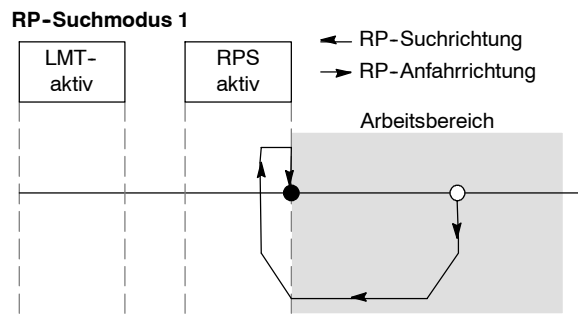 RP-Suchmodus 1
LMT-
aktiv
RPS
aktiv
RP-Suchrichtung
RP-Anfahrrichtung
Arbeitsbereich